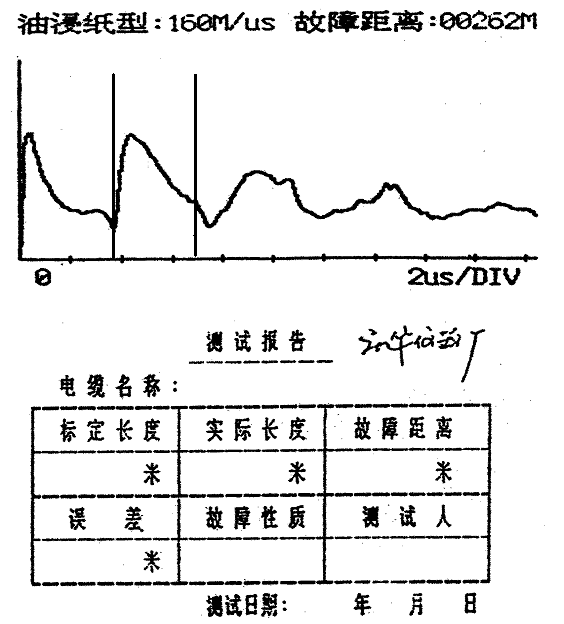 油浸纸型:160M/us 故障距离:00262M
0 2us/DIV
测试报告
电缆名称:
标定长度 实际长度 故障距离
米 米 米
误 差 故障性质 测试人
米
测试日期: 年 月 日